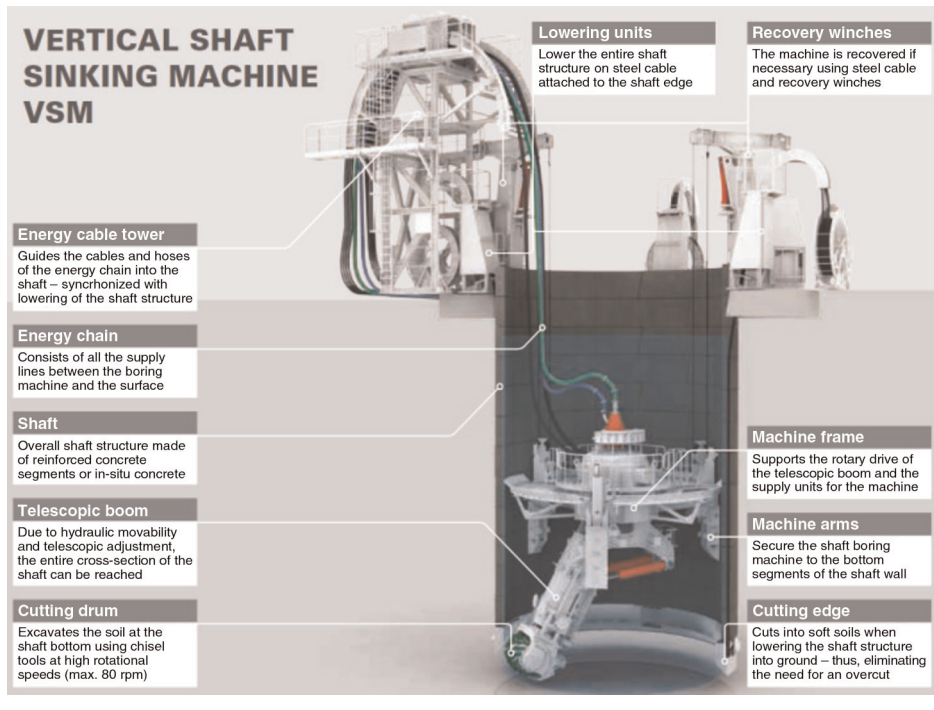 VERTICAL SHAFT
SINKING MACHINE
VSM
Lowering units
Lower the entire shaft
structure on steel cable
attached to the shaft edge
Recovery winches
The machine is recovered if
necessary using steel cable
and recovery winches
Energy cable tower
Guides the cables and hoses
of the energy chain into the
shaft – syncrhonized with
lowering of the shaft structure
Energy chain
Consists of all the supply
lines between the boring
machine and the surface
Shaft
Overall shaft structure made
of reinforced concrete
segments or in-situ concrete
Telescopic boom
Due to hydraulic movability
and telescopic adjustment,
the entire cross-section of the
shaft can be reached
Cutting drum
Excavates the soil at the
shaft bottom using chisel
tools at high rotational
speeds (max. 80 rpm)
Machine frame
Supports the rotary drive of
the telescopic boom and the
supply units for the machine
Machine arms
Secure the shaft boring
machine to the bottom
segments of the shaft wall
Cutting edge
Cuts into soft soils when
lowering the shaft structure
into ground – thus, eliminating
the need for an overcut